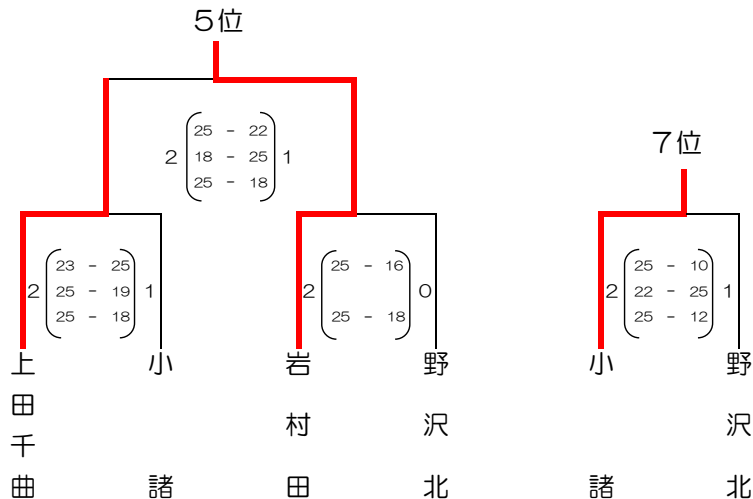 5位
25 - 22
2 18 - 25 1
25 - 18
7位
23 - 25
2 25 - 19 1
25 - 18
25 - 16
2 0
25 - 18
25 - 10
2 22 - 25 1
25 - 12
上田千曲
小諸
岩村田
野沢北
小諸
野沢北